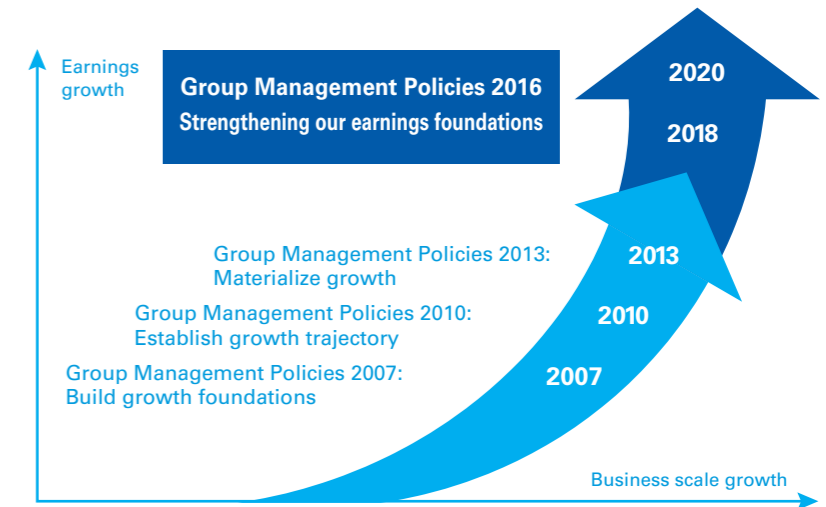 Earnings
growth
Group Management Policies 2016
Strengthening our earnings foundations
2020
2018
Group Management Policies 2013:
Materialize growth
2013
Group Management Policies 2010:
Establish growth trajectory
2010
Group Management Policies 2007:
Build growth foundations
2007
Business scale growth